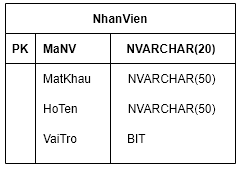 NhanVien
PK MaNV NVARCHAR(20)
MatKhau NVARCHAR(50)
HoTen NVARCHAR(50)
VaiTro BIT